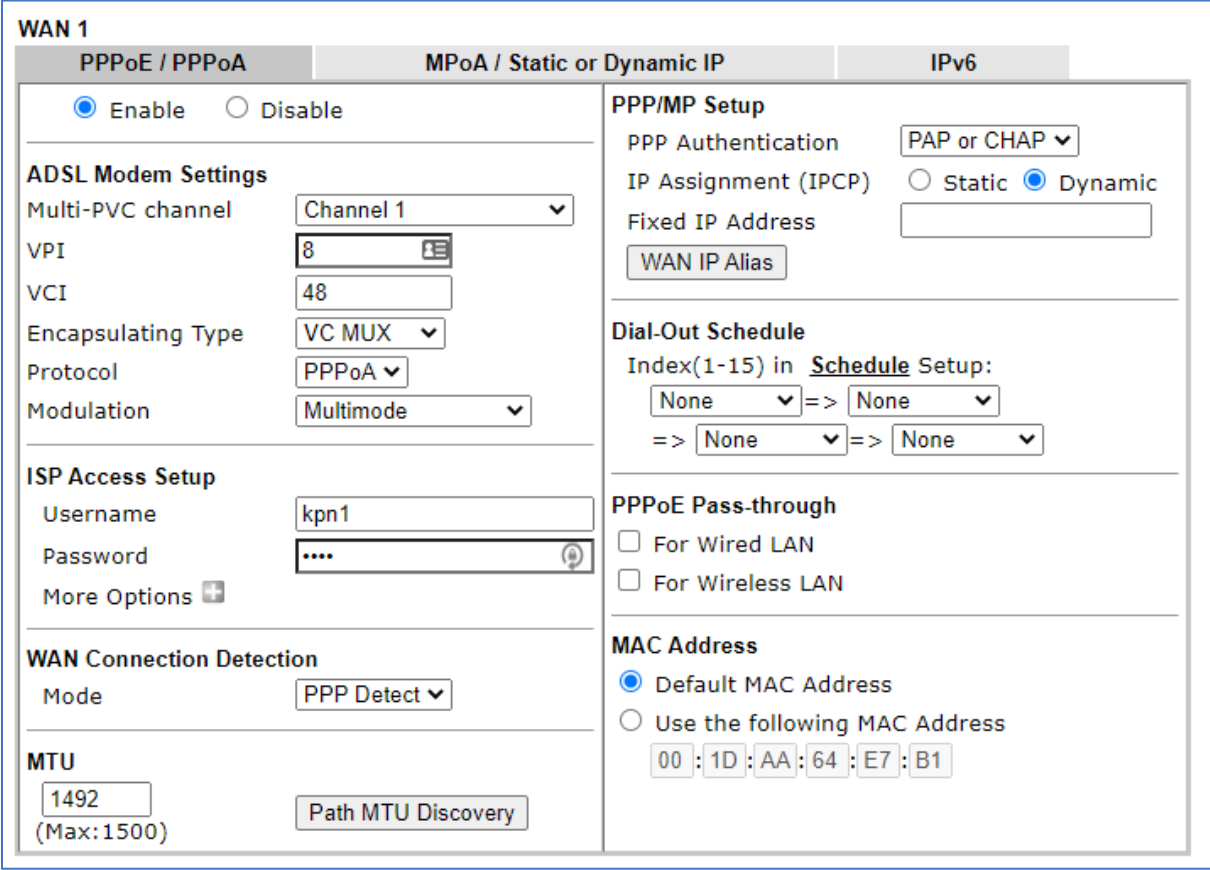 WAN 1
PPPoE / PPPoA MPoA / Static or Dynamic IP IPv6
Enable Disable
ADSL Modem Settings
Multi-PVC channel Channel 1
VPI 8
VCI 48
Encapsulating Type VC MUX
Protocol PPPoA
Modulation Multimode
ISP Access Setup
Username kpn1
Password ••••
More Options
WAN Connection Detection
Mode PPP Detect
MTU
1492 Path MTU Discovery
(Max:1500)
PPP/MP Setup
PPP Authentication PAP or CHAP
IP Assignment (IPCP) Static Dynamic
Fixed IP Address
WAN IP Alias
Dial-Out Schedule
Index(1-15) in Schedule Setup:
None => None
=> None => None
PPPoE Pass-through
For Wired LAN
For Wireless LAN
MAC Address
Default MAC Address
Use the following MAC Address
00 : 1D : AA : 64 : E7 : B1